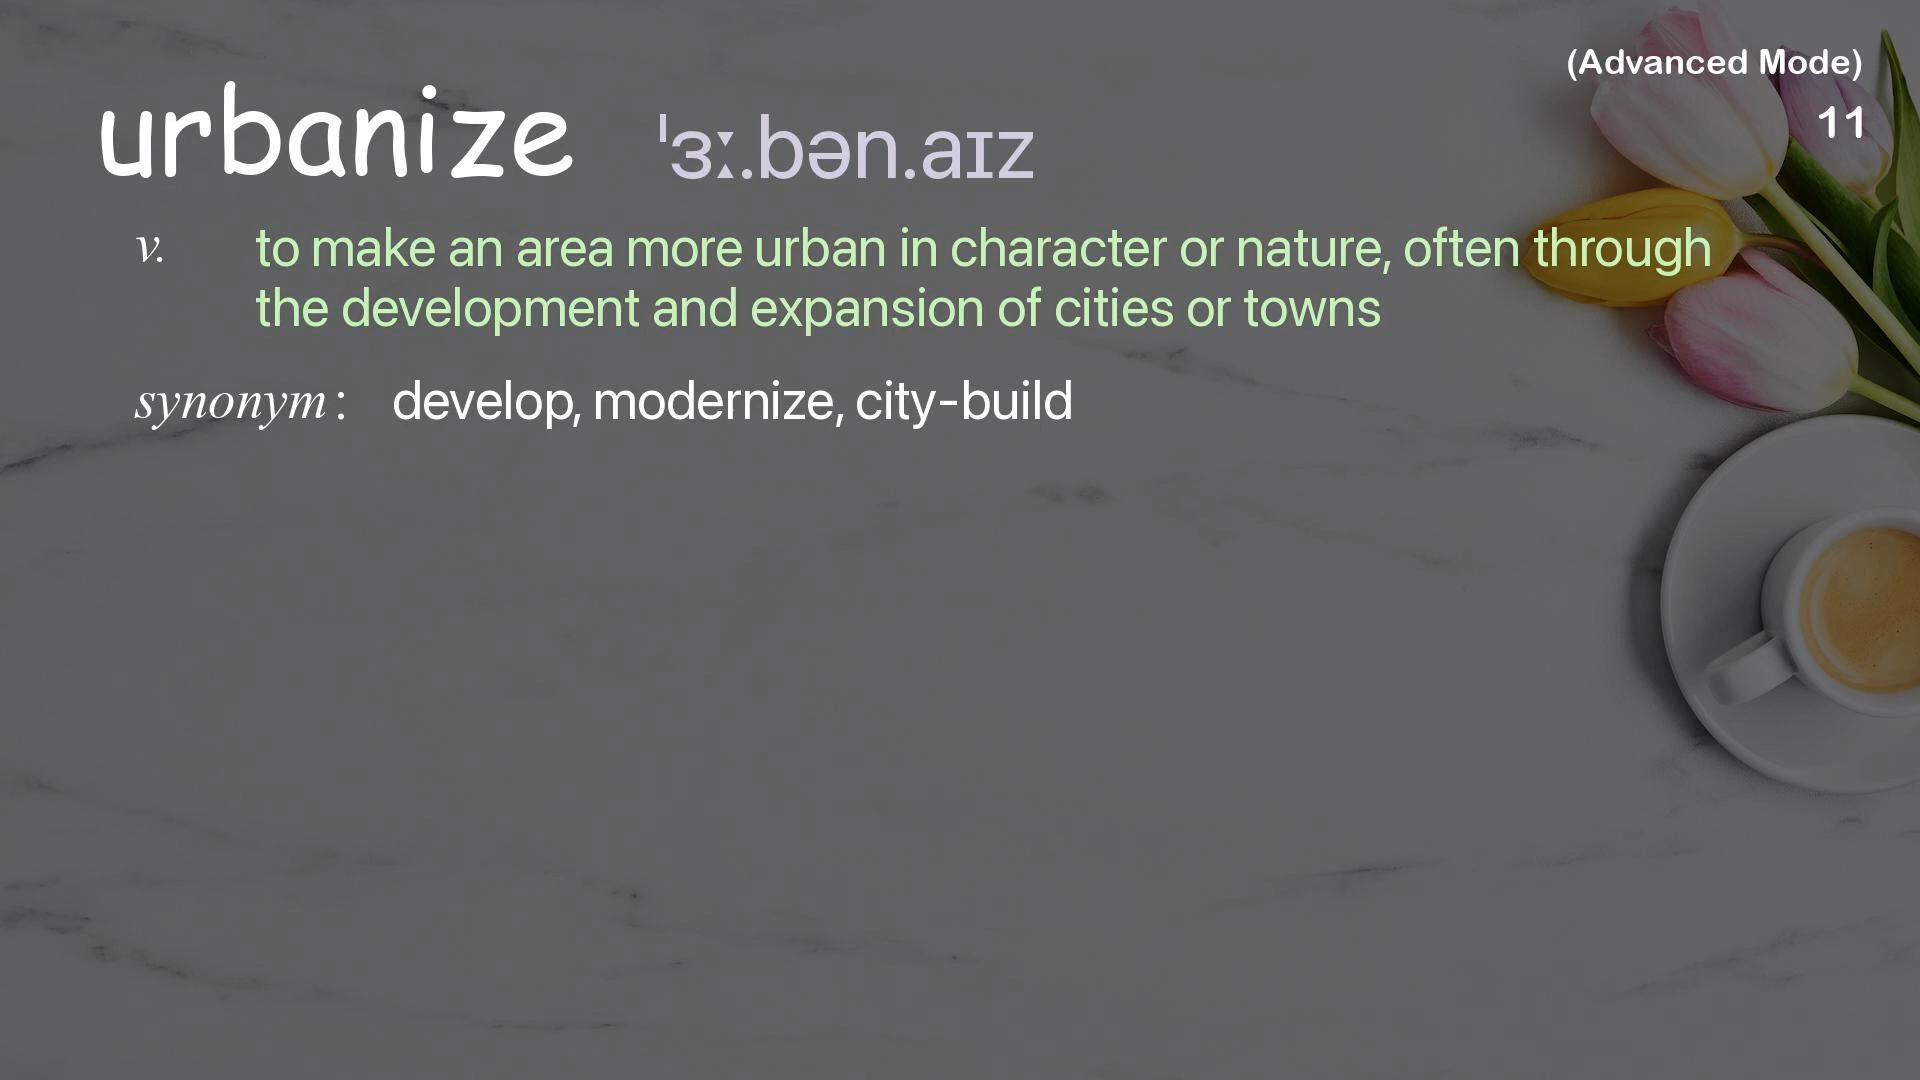 (Advanced Mode)
11
urbanize ˈɜː.bən.aɪz
v. to make an area more urban in character or nature, often through
the development and expansion of cities or towns
synonym : develop, modernize, city-build